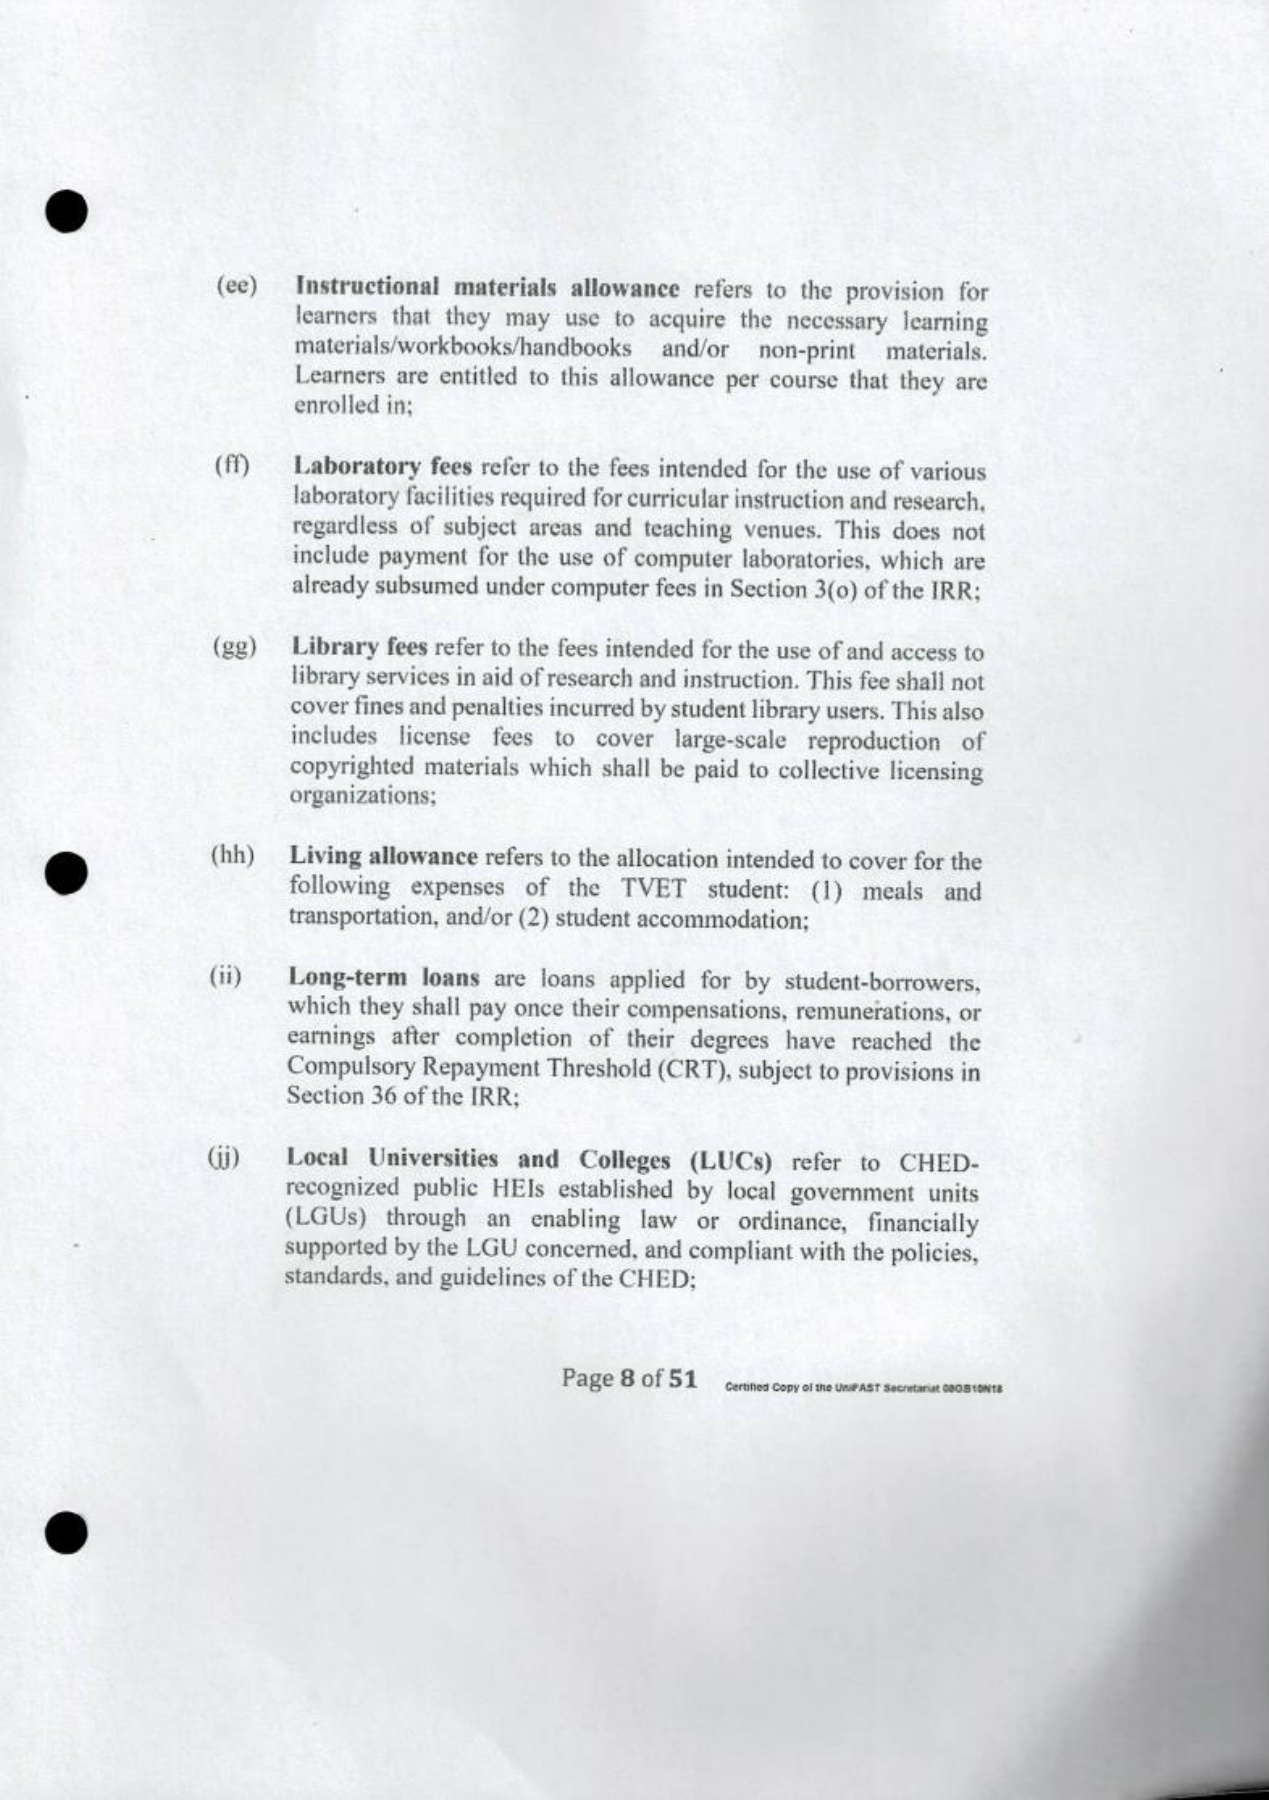 (ee) Instructional materials allowance refers to the provision for
learners that they may use to acquire the necessary learning
materials/workbooks/handbooks and/or non-print materials.
Learners are entitled to this allowance per course that they are
enrolled in;
(ff) Laboratory fees refer to the fees intended for the use of various
laboratory facilities required for curricular instruction and research,
regardless of subject areas and teaching venues. This does not
include payment for the use of computer laboratories, which are
already subsumed under computer fees in Section 3(o) of the IRR;
(gg) Library fees refer to the fees intended for the use of and access to
library services in aid of research and instruction. This fee shall not
cover fines and penalties incurred by student library users. This also
includes license fees to cover large-scale reproduction of
copyrighted materials which shall be paid to collective licensing
organizations;
(hh) Living allowance refers to the allocation intended to cover for the
following expenses of the TVET student: (1) meals and
transportation, and/or (2) student accommodation;
(ii) Long-term loans are loans applied for by student-borrowers,
which they shall pay once their compensations, remunerations, or
earnings after completion of their degrees have reached the
Compulsory Repayment Threshold (CRT), subject to provisions in
Section 36 of the IRR;
(jj) Local Universities and Colleges (LUCs) refer to CHED-
recognized public HEIs established by local government units
(LGUs) through an enabling law or ordinance, financially
supported by the LGU concerned, and compliant with the policies,
standards, and guidelines of the CHED;
Page 8 of 51 Certified Copy of the UniFAST Secretariat